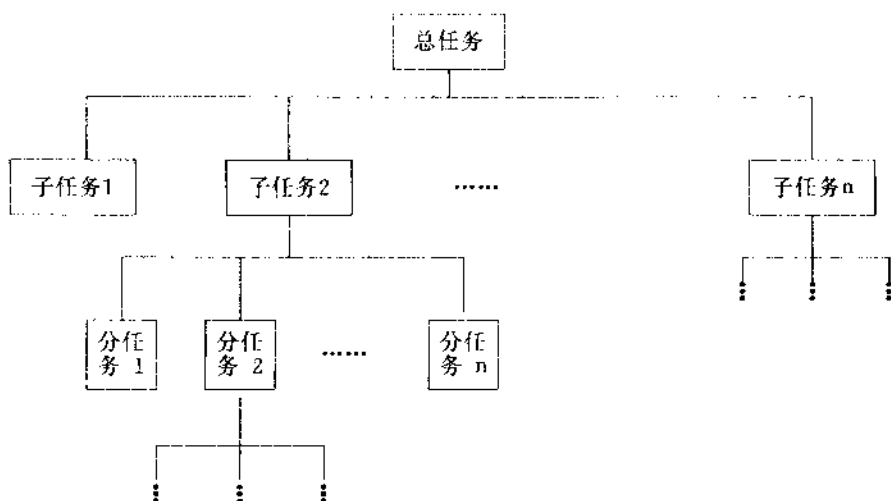 总任务
子任务1
子任务2
……
子任务n
分任
务 1
分任
务 2
……
分任
务 n